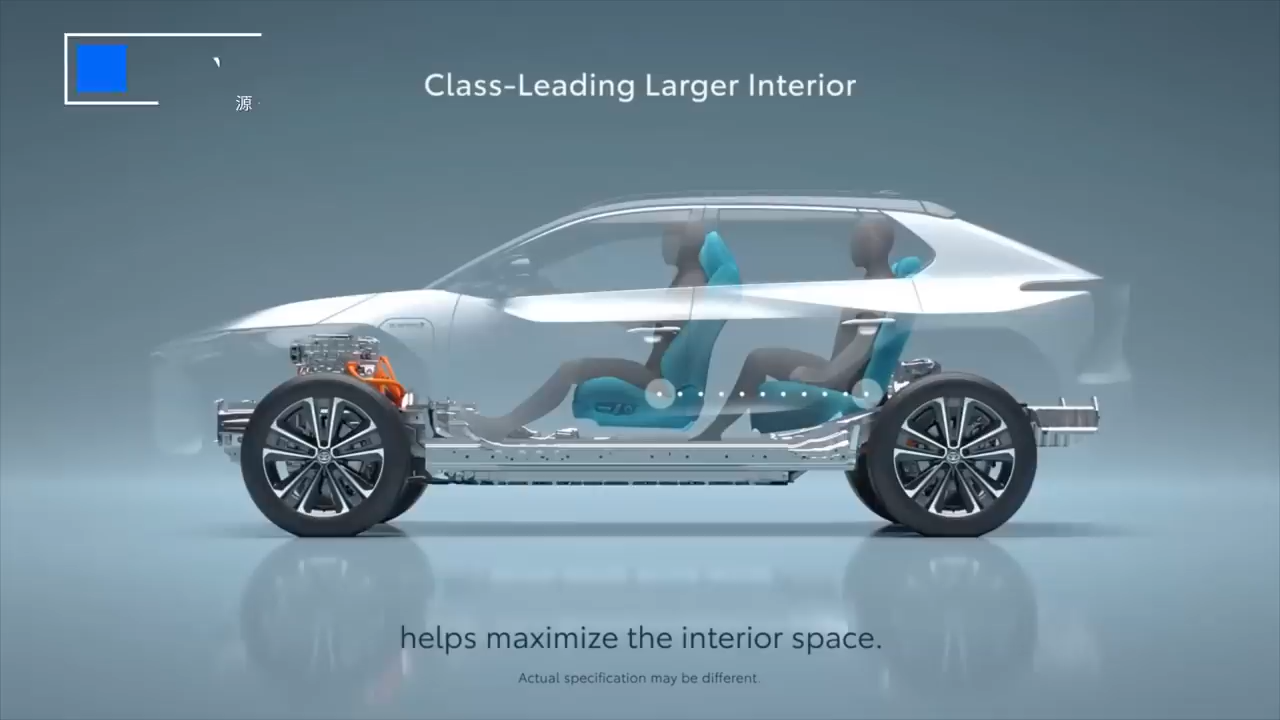 源
Class-Leading Larger Interior
helps maximize the interior space.
Actual specification may be different.